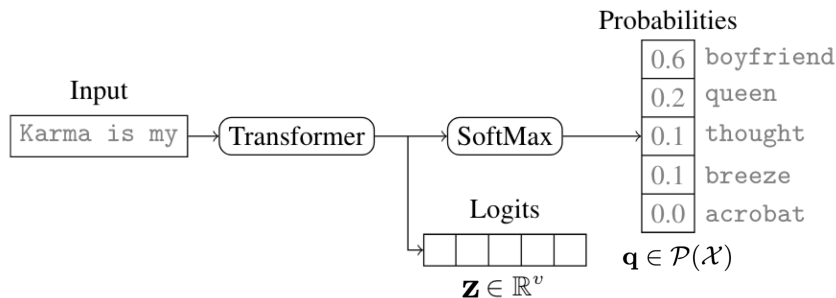 Probabilities
Input
Karma is my
Transformer
SoftMax
0.6 boyfriend
0.2 queen
0.1 thought
0.1 breeze
0.0 acrobat
Logits
𝐳 ∈ ℝᵛ
𝐪 ∈ 𝒫(𝒳)